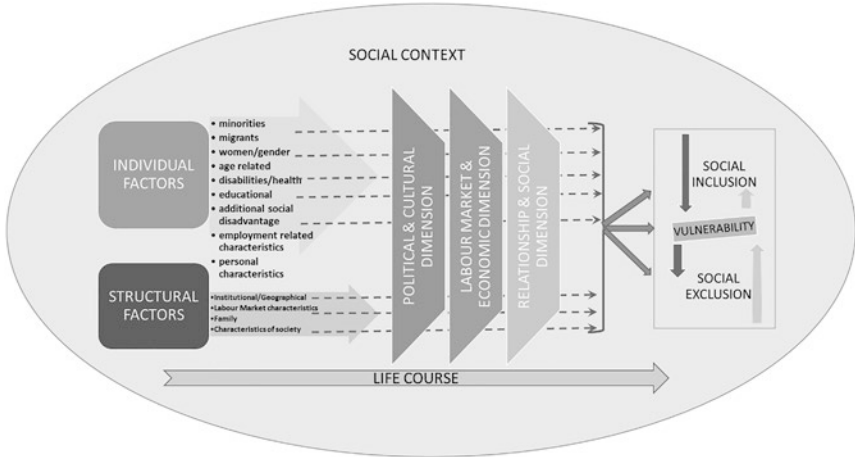 SOCIAL CONTEXT
INDIVIDUAL
FACTORS
• minorities
• migrants
• women/gender
• age related
• disabilities/health
• educational
• additional social
disadvantage
• employment related
characteristics
• personal
characteristics
STRUCTURAL
FACTORS
•Institutional/Geographical
•Labour Market characteristics
•Family
•Characteristics of society
POLITICAL & CULTURAL
DIMENSION
LABOUR MARKET &
ECONOMIC DIMENSION
RELATIONSHIP & SOCIAL
DIMENSION
SOCIAL
INCLUSION
VULNERABILITY
SOCIAL
EXCLUSION
LIFE COURSE